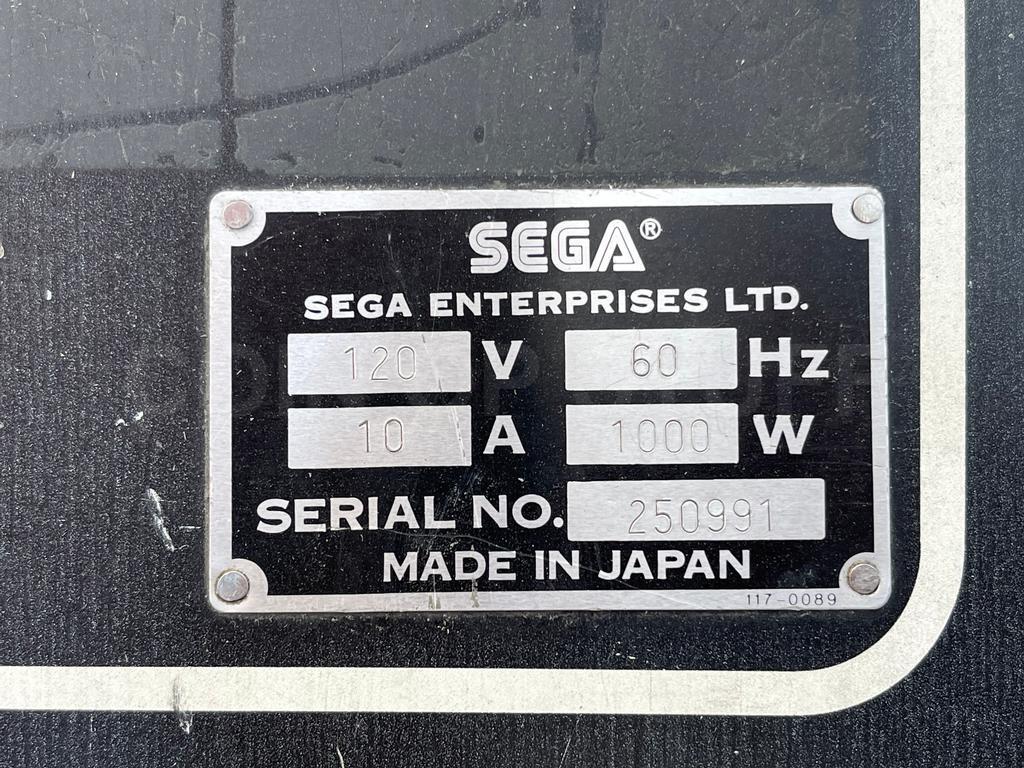 SEGA®
SEGA ENTERPRISES LTD.
120 V 60 Hz
10 A 1000 W
SERIAL NO. 250991
MADE IN JAPAN
117-0089